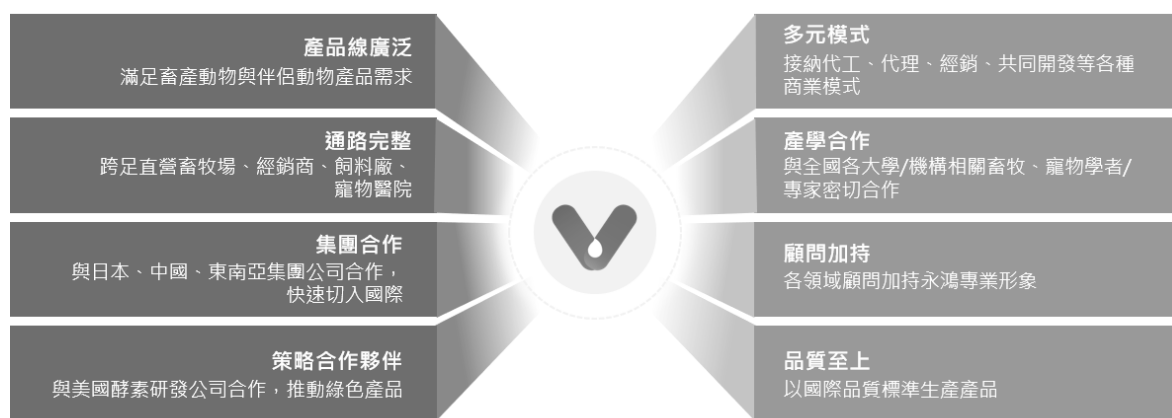 產品線廣泛
滿足畜產動物與伴侶動物產品需求
通路完整
跨足直營畜牧場、經銷商、飼料廠、
寵物醫院
集團合作
與日本、中國、東南亞集團公司合作，
快速切入國際
策略合作夥伴
與美國酵素研發公司合作，推動綠色產品
多元模式
接納代工、代理、經銷、共同開發等各種
商業模式
產學合作
與全國各大學/機構相關畜牧、寵物學者/
專家密切合作
顧問加持
各領域顧問加持永鴻專業形象
品質至上
以國際品質標準生產產品